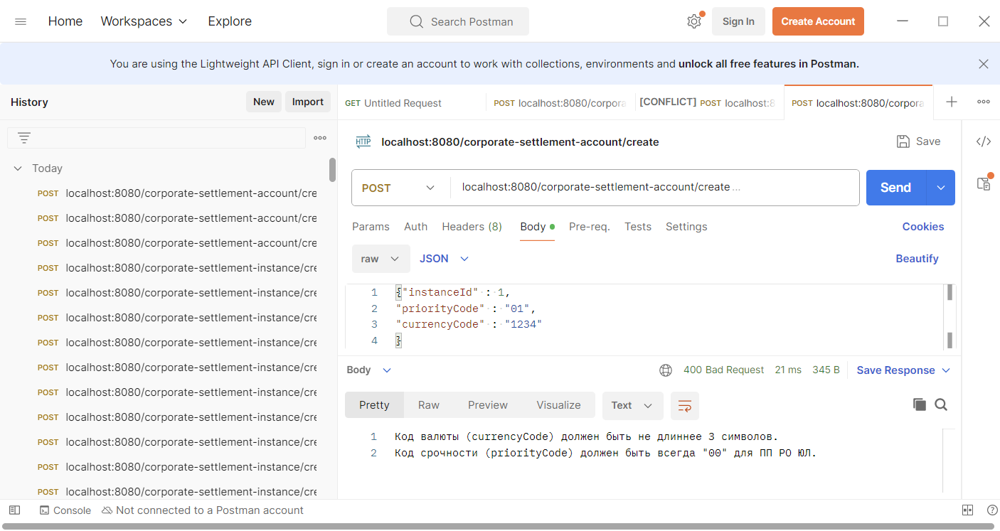 Home Workspaces Explore Search Postman Sign In Create Account
You are using the Lightweight API Client, sign in or create an account to work with collections, environments and unlock all free features in Postman.
History New Import
GET Untitled Request POST localhost:8080/corpora [CONFLICT] POST localhost:8 POST localhost:8080/corpora
HTTP localhost:8080/corporate-settlement-account/create Save
Today
POST localhost:8080/corporate-settlement-account/cre
POST localhost:8080/corporate-settlement-account/cre
POST localhost:8080/corporate-settlement-account/cre
POST localhost:8080/corporate-settlement-instance/cre
POST localhost:8080/corporate-settlement-instance/cre
POST localhost:8080/corporate-settlement-instance/cre
POST localhost:8080/corporate-settlement-instance/cre
POST localhost:8080/corporate-settlement-instance/cre
POST localhost:8080/corporate-settlement-instance/cre
POST localhost:8080/corporate-settlement-instance/cre
POST localhost:8080/corporate-settlement-instance/cre
POST localhost:8080/corporate-settlement-instance/cre
POST localhost:8080/corporate-settlement-instance/cre
POST localhost:8080/corporate-settlement-account/create ... Send
Params Auth Headers (8) Body Pre-req. Tests Settings Cookies
raw JSON Beautify
1 {"instanceId" : 1,
2 "priorityCode" : "01",
3 "currencyCode" : "1234"
4 }
Body 400 Bad Request 21 ms 345 B Save Response
Pretty Raw Preview Visualize Text
1 Код валюты (currencyCode) должен быть не длиннее 3 символов.
2 Код срочности (priorityCode) должен быть всегда "00" для ПП РО ЮЛ.
Console Not connected to a Postman account